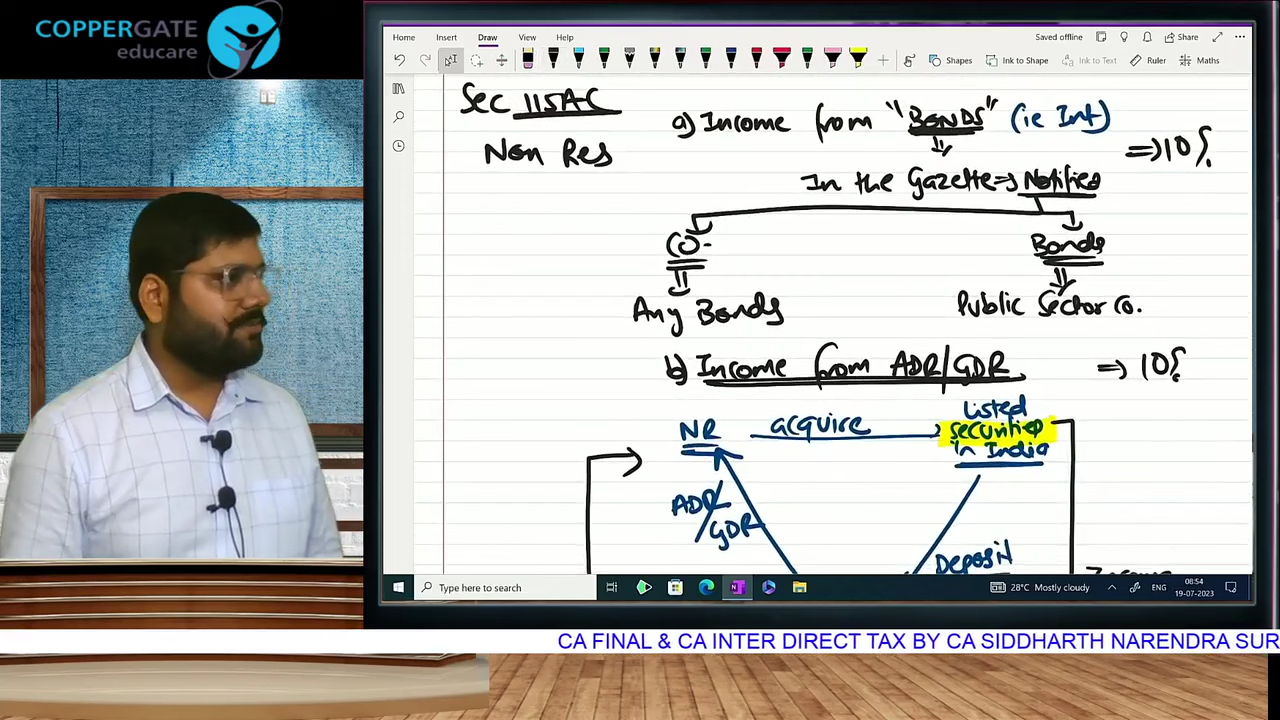 COPPERGATE
educare
Home Insert Draw View Help
Saved offline
Share
Shapes
Ink to Shape
Ink to Text
Ruler
Maths
Sec 115AC
Non Res
a) Income from "BONDS" (ie Int)
⇒ 10%
In the Gazette ⇒ Notified
CO.
Bonds
Any Bonds
Public Sector Co.
b) Income from ADR/GDR ⇒ 10%
NR acquire Listed
securities
in India
ADR/
GDR
Deposit
Income
Type here to search
28°C Mostly cloudy
ENG
08:54
19-07-2023
CA FINAL & CA INTER DIRECT TAX BY CA SIDDHARTH NARENDRA SUR